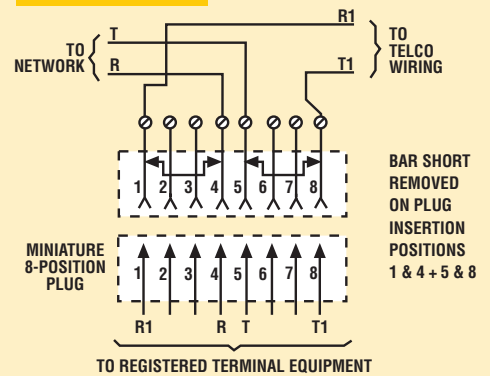 R1
TO
NETWORK
T
R
TO
TELCO
WIRING
T1
1 2 3 4 5 6 7 8
BAR SHORT
REMOVED
ON PLUG
INSERTION
POSITIONS
1 & 4 + 5 & 8
MINIATURE
8-POSITION
PLUG
1 2 3 4 5 6 7 8
R1 R T T1
TO REGISTERED TERMINAL EQUIPMENT